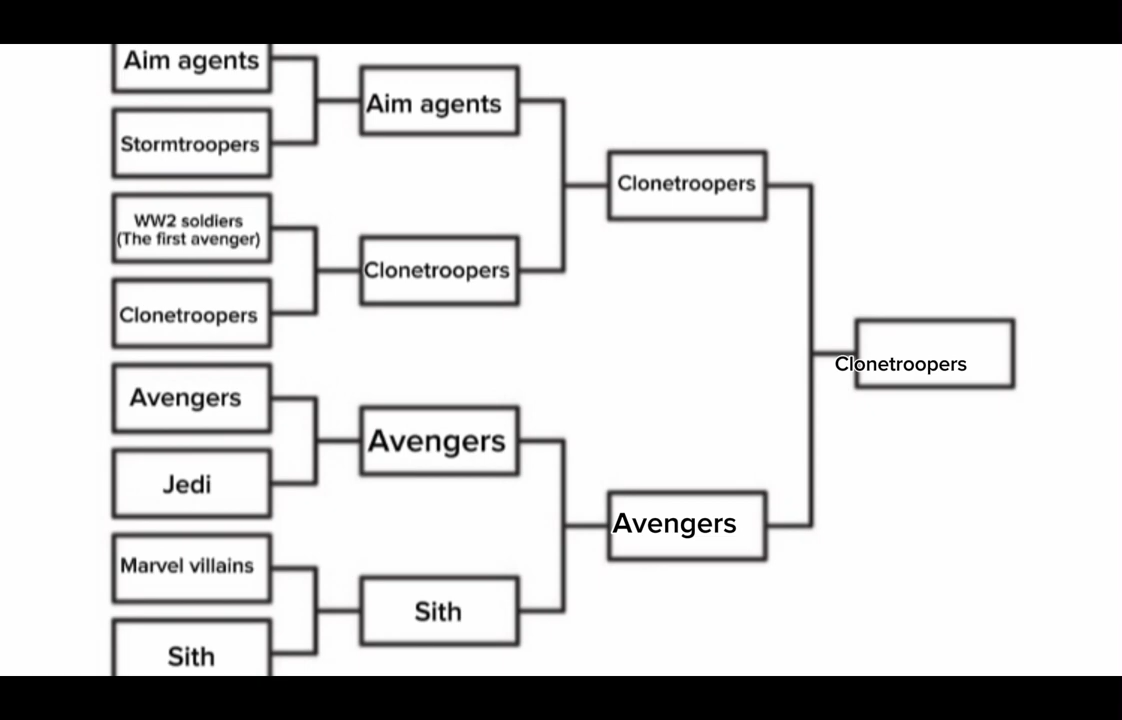 Aim agents
Stormtroopers
WW2 soldiers
(The first avenger)
Clonetroopers
Avengers
Jedi
Marvel villains
Sith
Aim agents
Clonetroopers
Avengers
Sith
Clonetroopers
Avengers
Clonetroopers